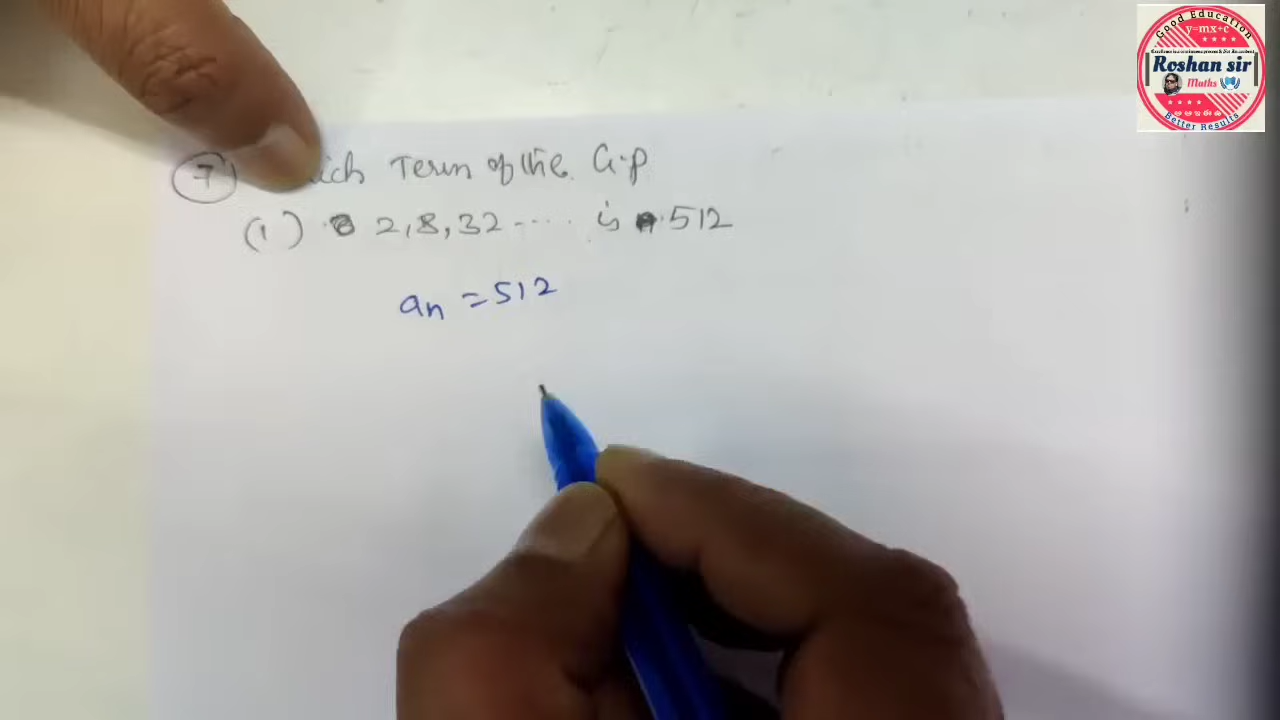 7 ich Term of the G.P
(1) 2,8,32 .... is 512
an = 512
Good Education
y=mx+c
Roshan sir
Maths
Better Results